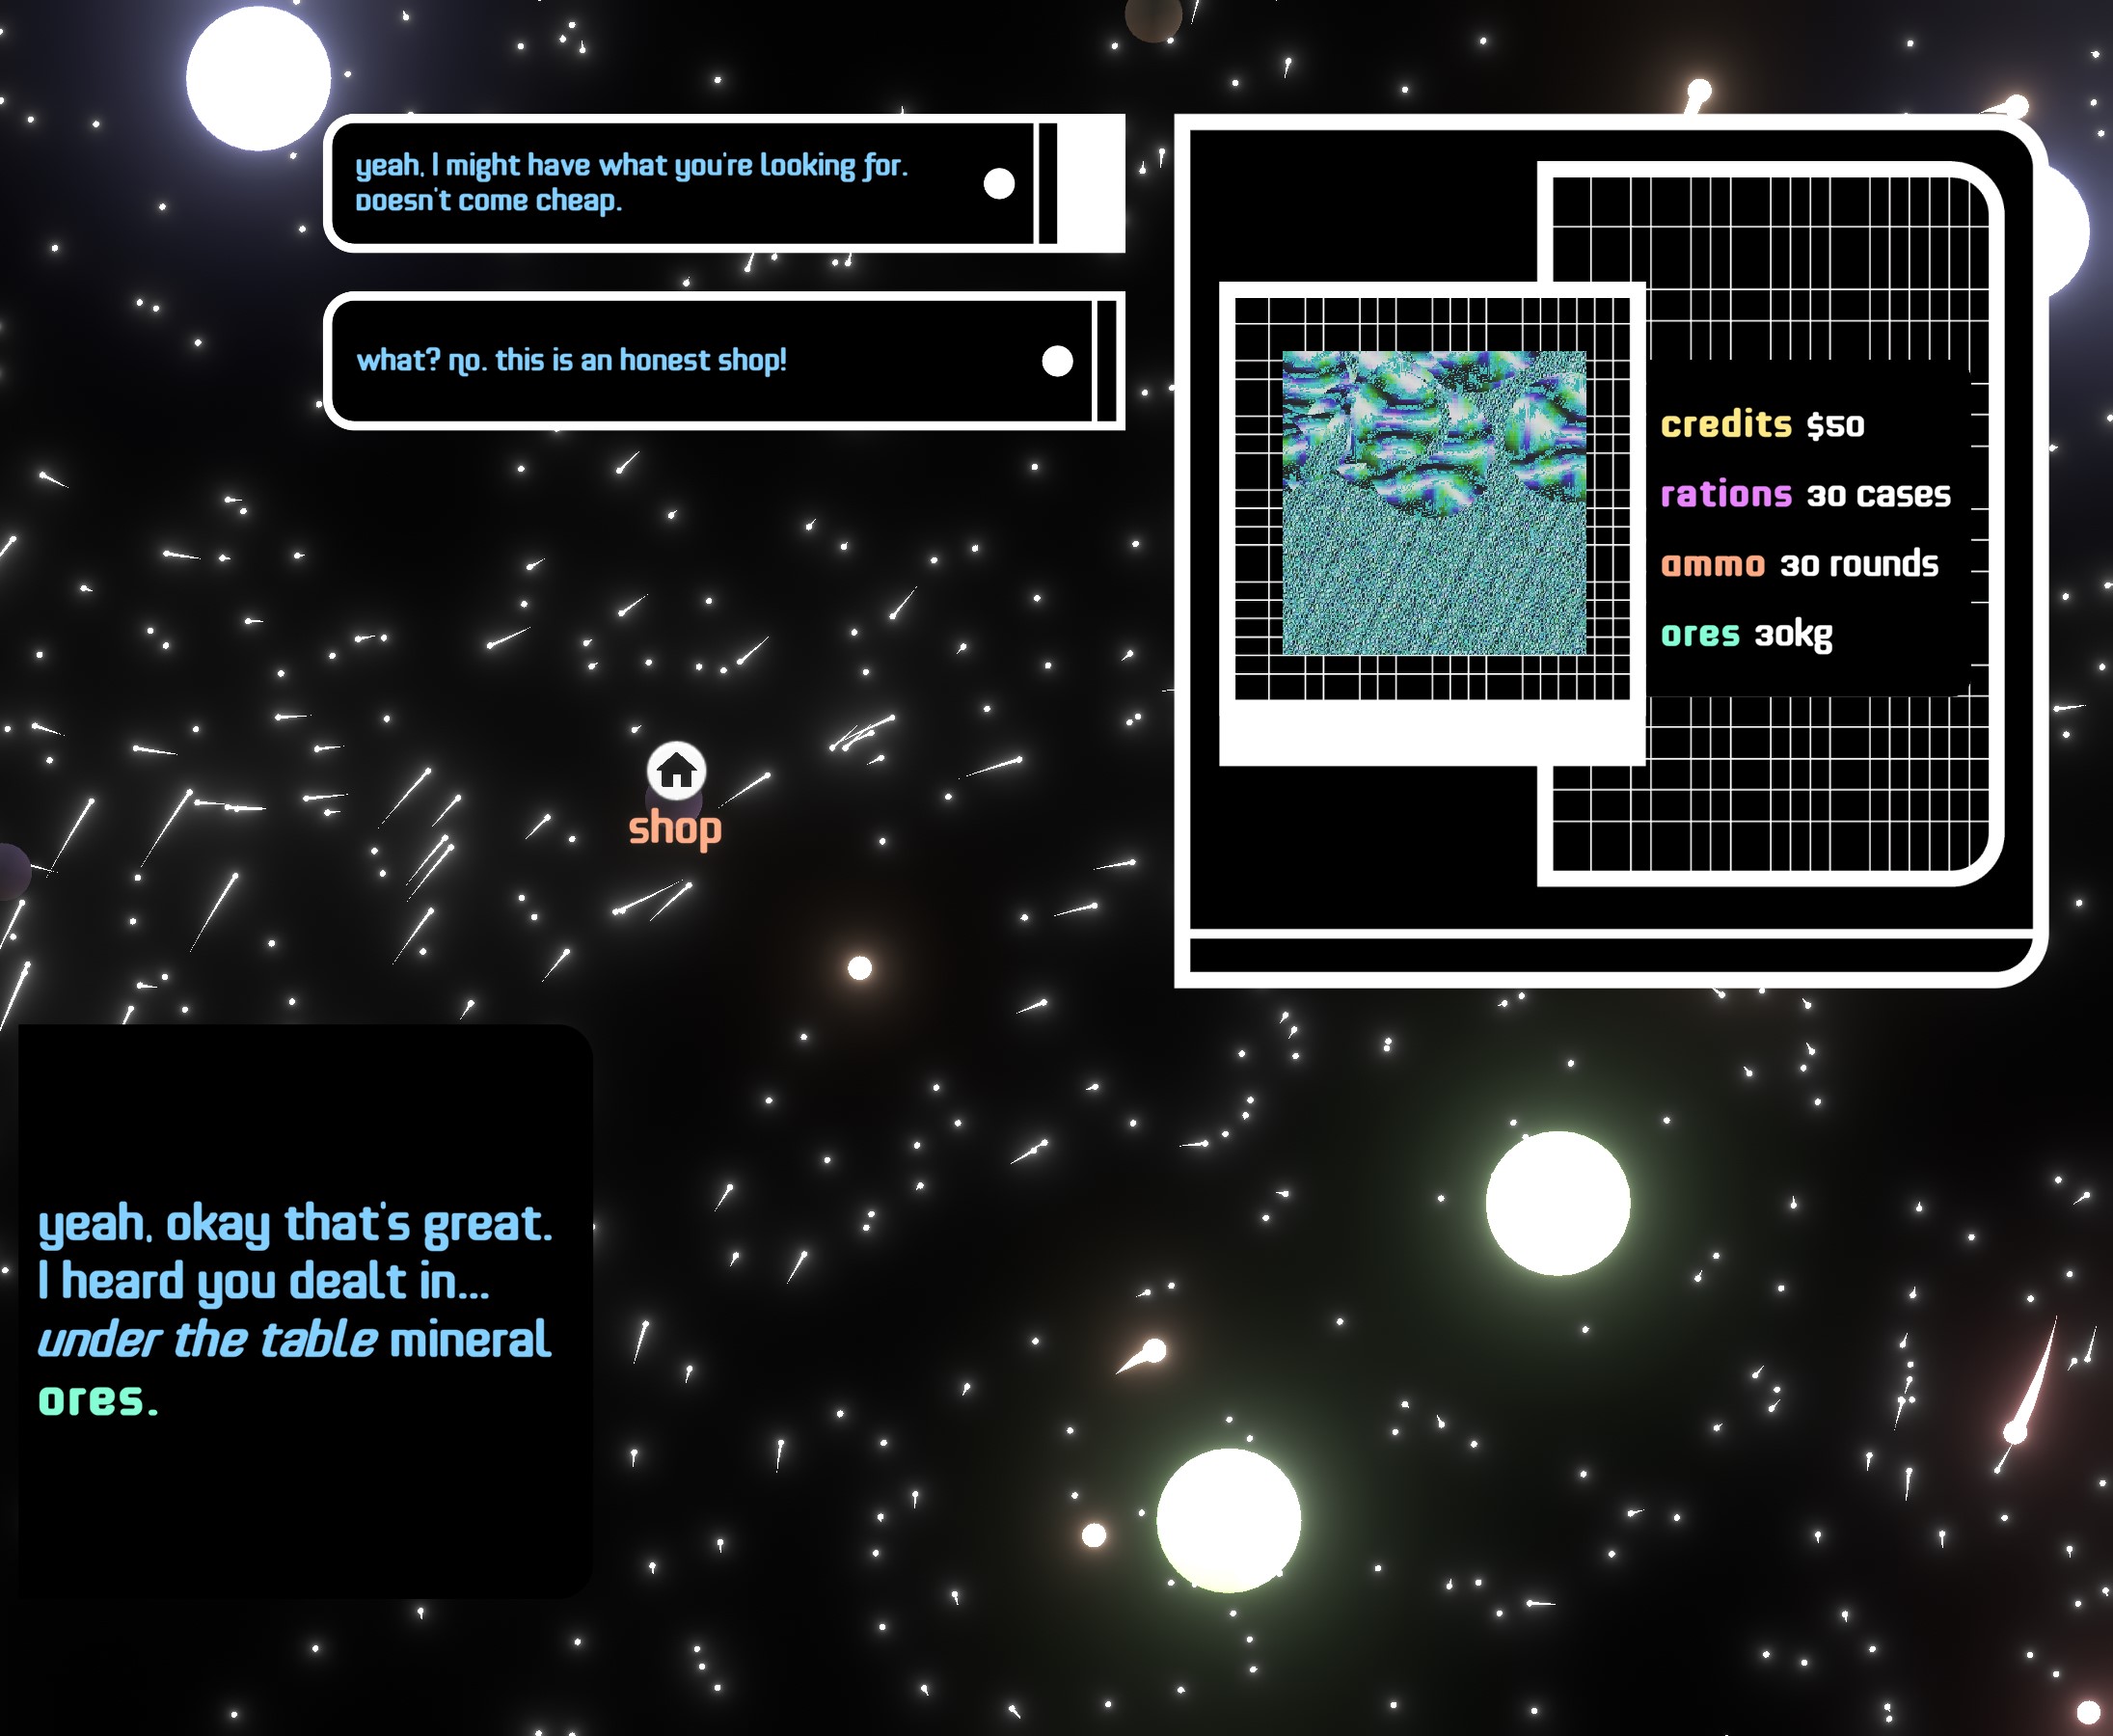 yeah, I might have what you're looking for.
Doesn't come cheap.
what? no. this is an honest shop!
credits $50
rations 30 cases
ammo 30 rounds
ores 30kg
shop
yeah, okay that's great.
I heard you dealt in...
under the table mineral
ores.